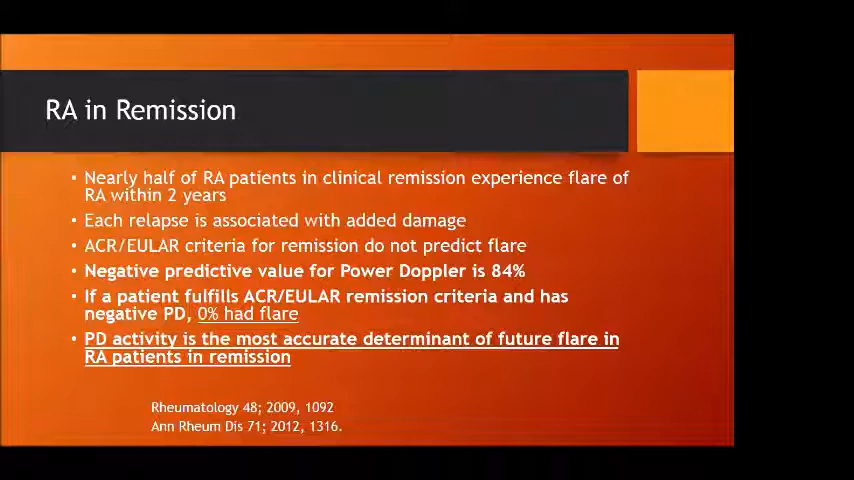 RA in Remission
• Nearly half of RA patients in clinical remission experience flare of
RA within 2 years
• Each relapse is associated with added damage
• ACR/EULAR criteria for remission do not predict flare
• Negative predictive value for Power Doppler is 84%
• If a patient fulfills ACR/EULAR remission criteria and has
negative PD, 0% had flare
• PD activity is the most accurate determinant of future flare in
RA patients in remission
Rheumatology 48; 2009, 1092
Ann Rheum Dis 71; 2012, 1316.